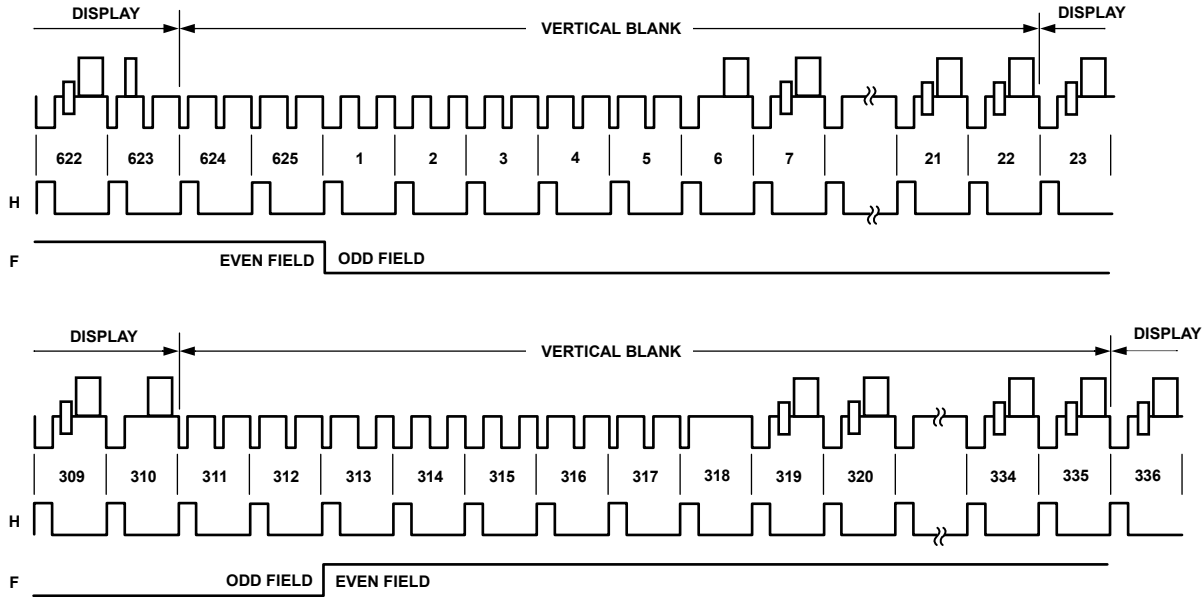 DISPLAY VERTICAL BLANK DISPLAY
622 623 624 625 1 2 3 4 5 6 7 21 22 23
H
F EVEN FIELD ODD FIELD
DISPLAY VERTICAL BLANK DISPLAY
309 310 311 312 313 314 315 316 317 318 319 320 334 335 336
H
F ODD FIELD EVEN FIELD